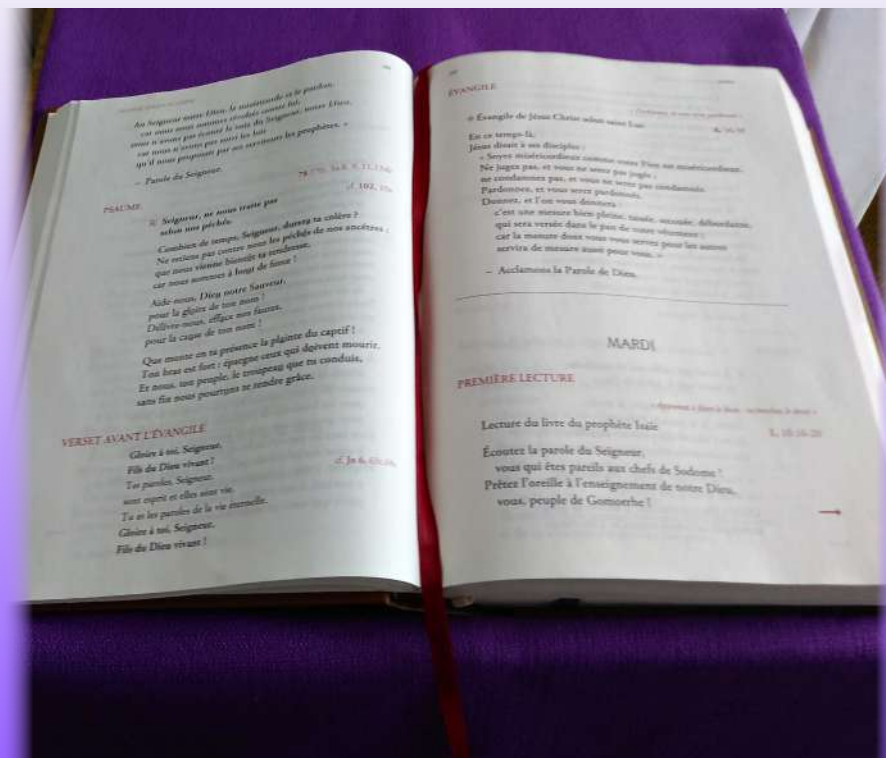 Au Seigneur notre Dieu, la miséricorde et le pardon,
car nous nous sommes révoltés contre lui,
nous n'avons pas écouté la voix du Seigneur, notre Dieu,
car nous n'avons pas suivi les lois
qu'il nous proposait par ses serviteurs les prophètes. »
– Parole du Seigneur.
PSAUME
78
cf. 102, 10a
℟ Seigneur, ne nous traite pas
selon nos péchés.
Combien de temps, Seigneur, durera ta colère ?
Ne retiens pas contre nous les péchés de nos ancêtres :
que nous vienne bientôt ta tendresse,
car nous sommes à bout de force !
Aide-nous, Dieu notre Sauveur,
pour la gloire de ton nom !
Délivre-nous, efface nos fautes,
pour la cause de ton nom !
Que monte en ta présence la plainte du captif !
Ton bras est fort : épargne ceux qui doivent mourir.
Et nous, ton peuple, le troupeau que tu conduis,
sans fin nous pourrons te rendre grâce.
VERSET AVANT L'ÉVANGILE
cf. Jn 6,
Gloire à toi, Seigneur,
Fils du Dieu vivant !
Tes paroles, Seigneur,
sont esprit et elles sont vie.
Tu as les paroles de la vie éternelle.
Gloire à toi, Seigneur,
Fils du Dieu vivant !
ÉVANGILE
✠ Évangile de Jésus Christ selon saint Luc
En ce temps-là,
Jésus disait à ses disciples :
« Soyez miséricordieux comme votre Père est miséricordieux.
Ne jugez pas, et vous ne serez pas jugés ;
ne condamnez pas, et vous ne serez pas condamnés.
Pardonnez, et vous serez pardonnés.
Donnez, et l'on vous donnera :
c'est une mesure bien pleine, tassée, secouée, débordante,
qui sera versée dans le pan de votre vêtement ;
car la mesure dont vous vous servez pour les autres
servira de mesure aussi pour vous. »
– Acclamons la Parole de Dieu.
MARDI
PREMIÈRE LECTURE
Lecture du livre du prophète Isaïe
1, 10.16-20
Écoutez la parole du Seigneur,
vous qui êtes pareils aux chefs de Sodome !
Prêtez l'oreille à l'enseignement de notre Dieu,
vous, peuple de Gomorrhe !
→